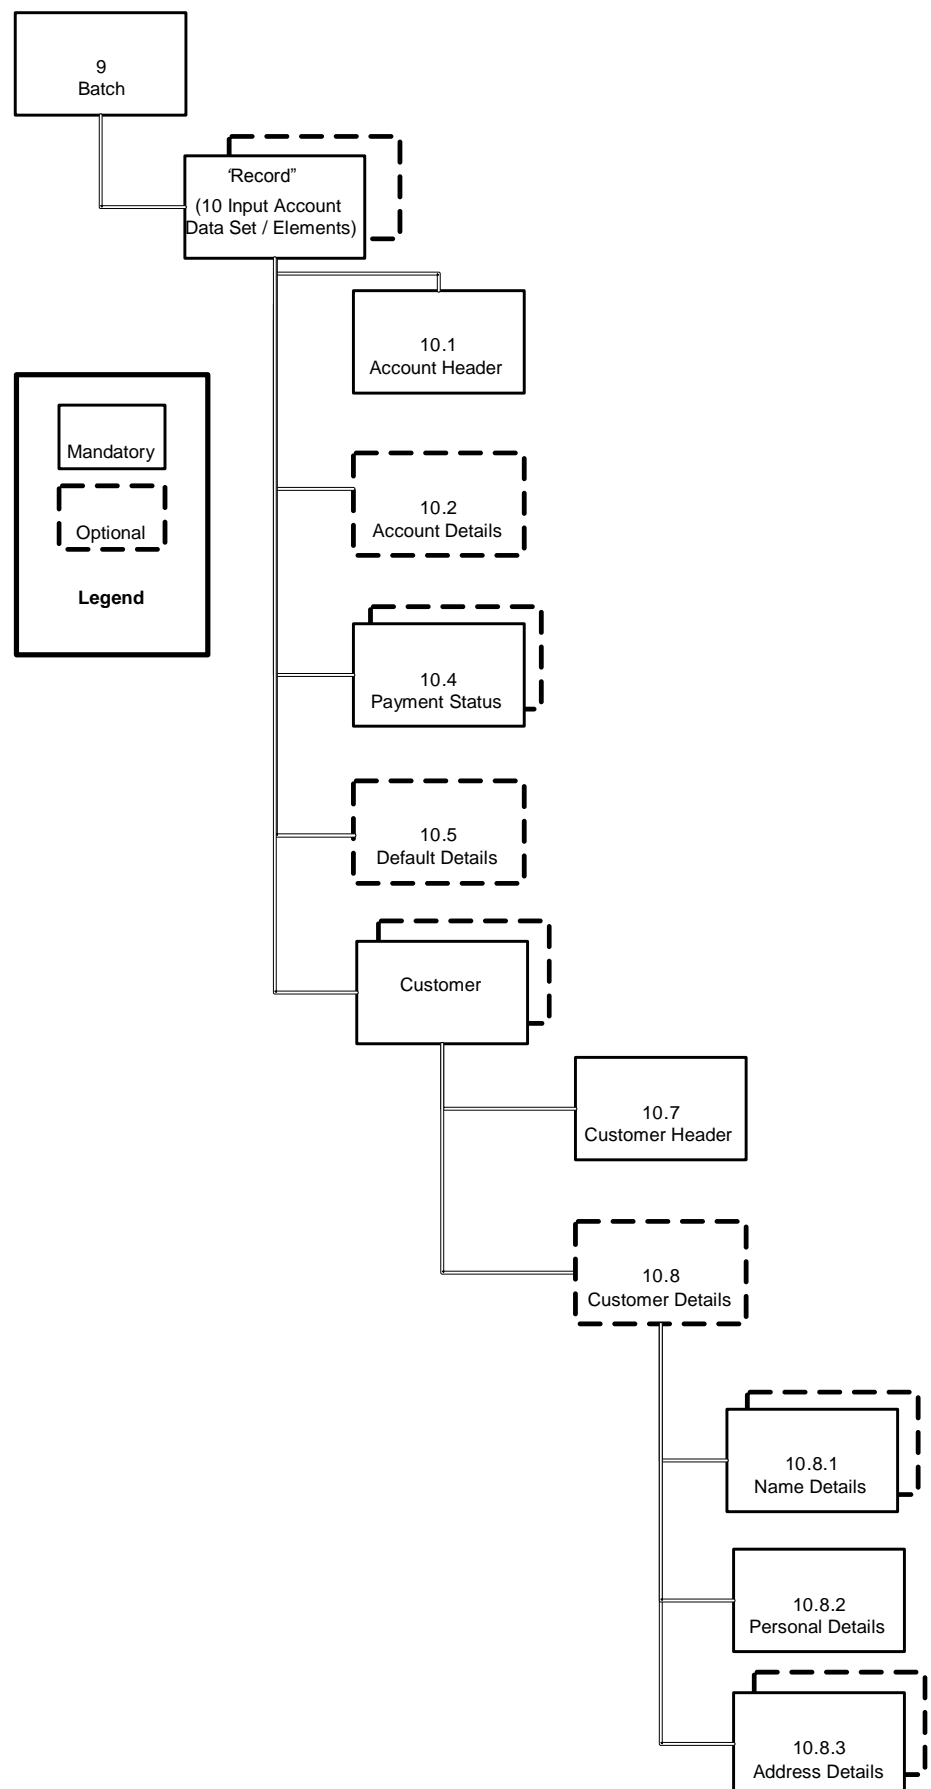 9
Batch
‘Record”
(10 Input Account
Data Set / Elements)
10.1
Account Header
Mandatory
Optional
Legend
10.2
Account Details
10.4
Payment Status
10.5
Default Details
Customer
10.7
Customer Header
10.8
Customer Details
10.8.1
Name Details
10.8.2
Personal Details
10.8.3
Address Details